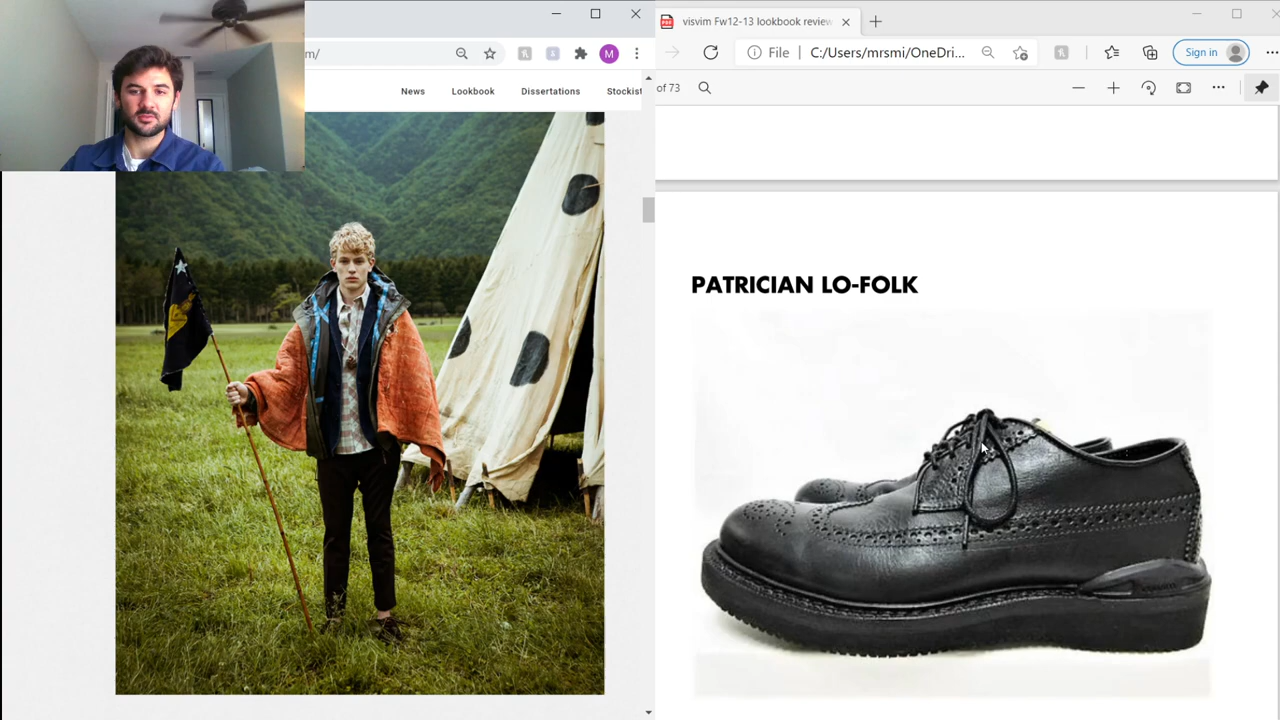 m/
News Lookbook Dissertations Stockist
M
visvim Fw12-13 lookbook review
File C:/Users/mrsmi/OneDri... Sign in
of 73
PATRICIAN LO-FOLK